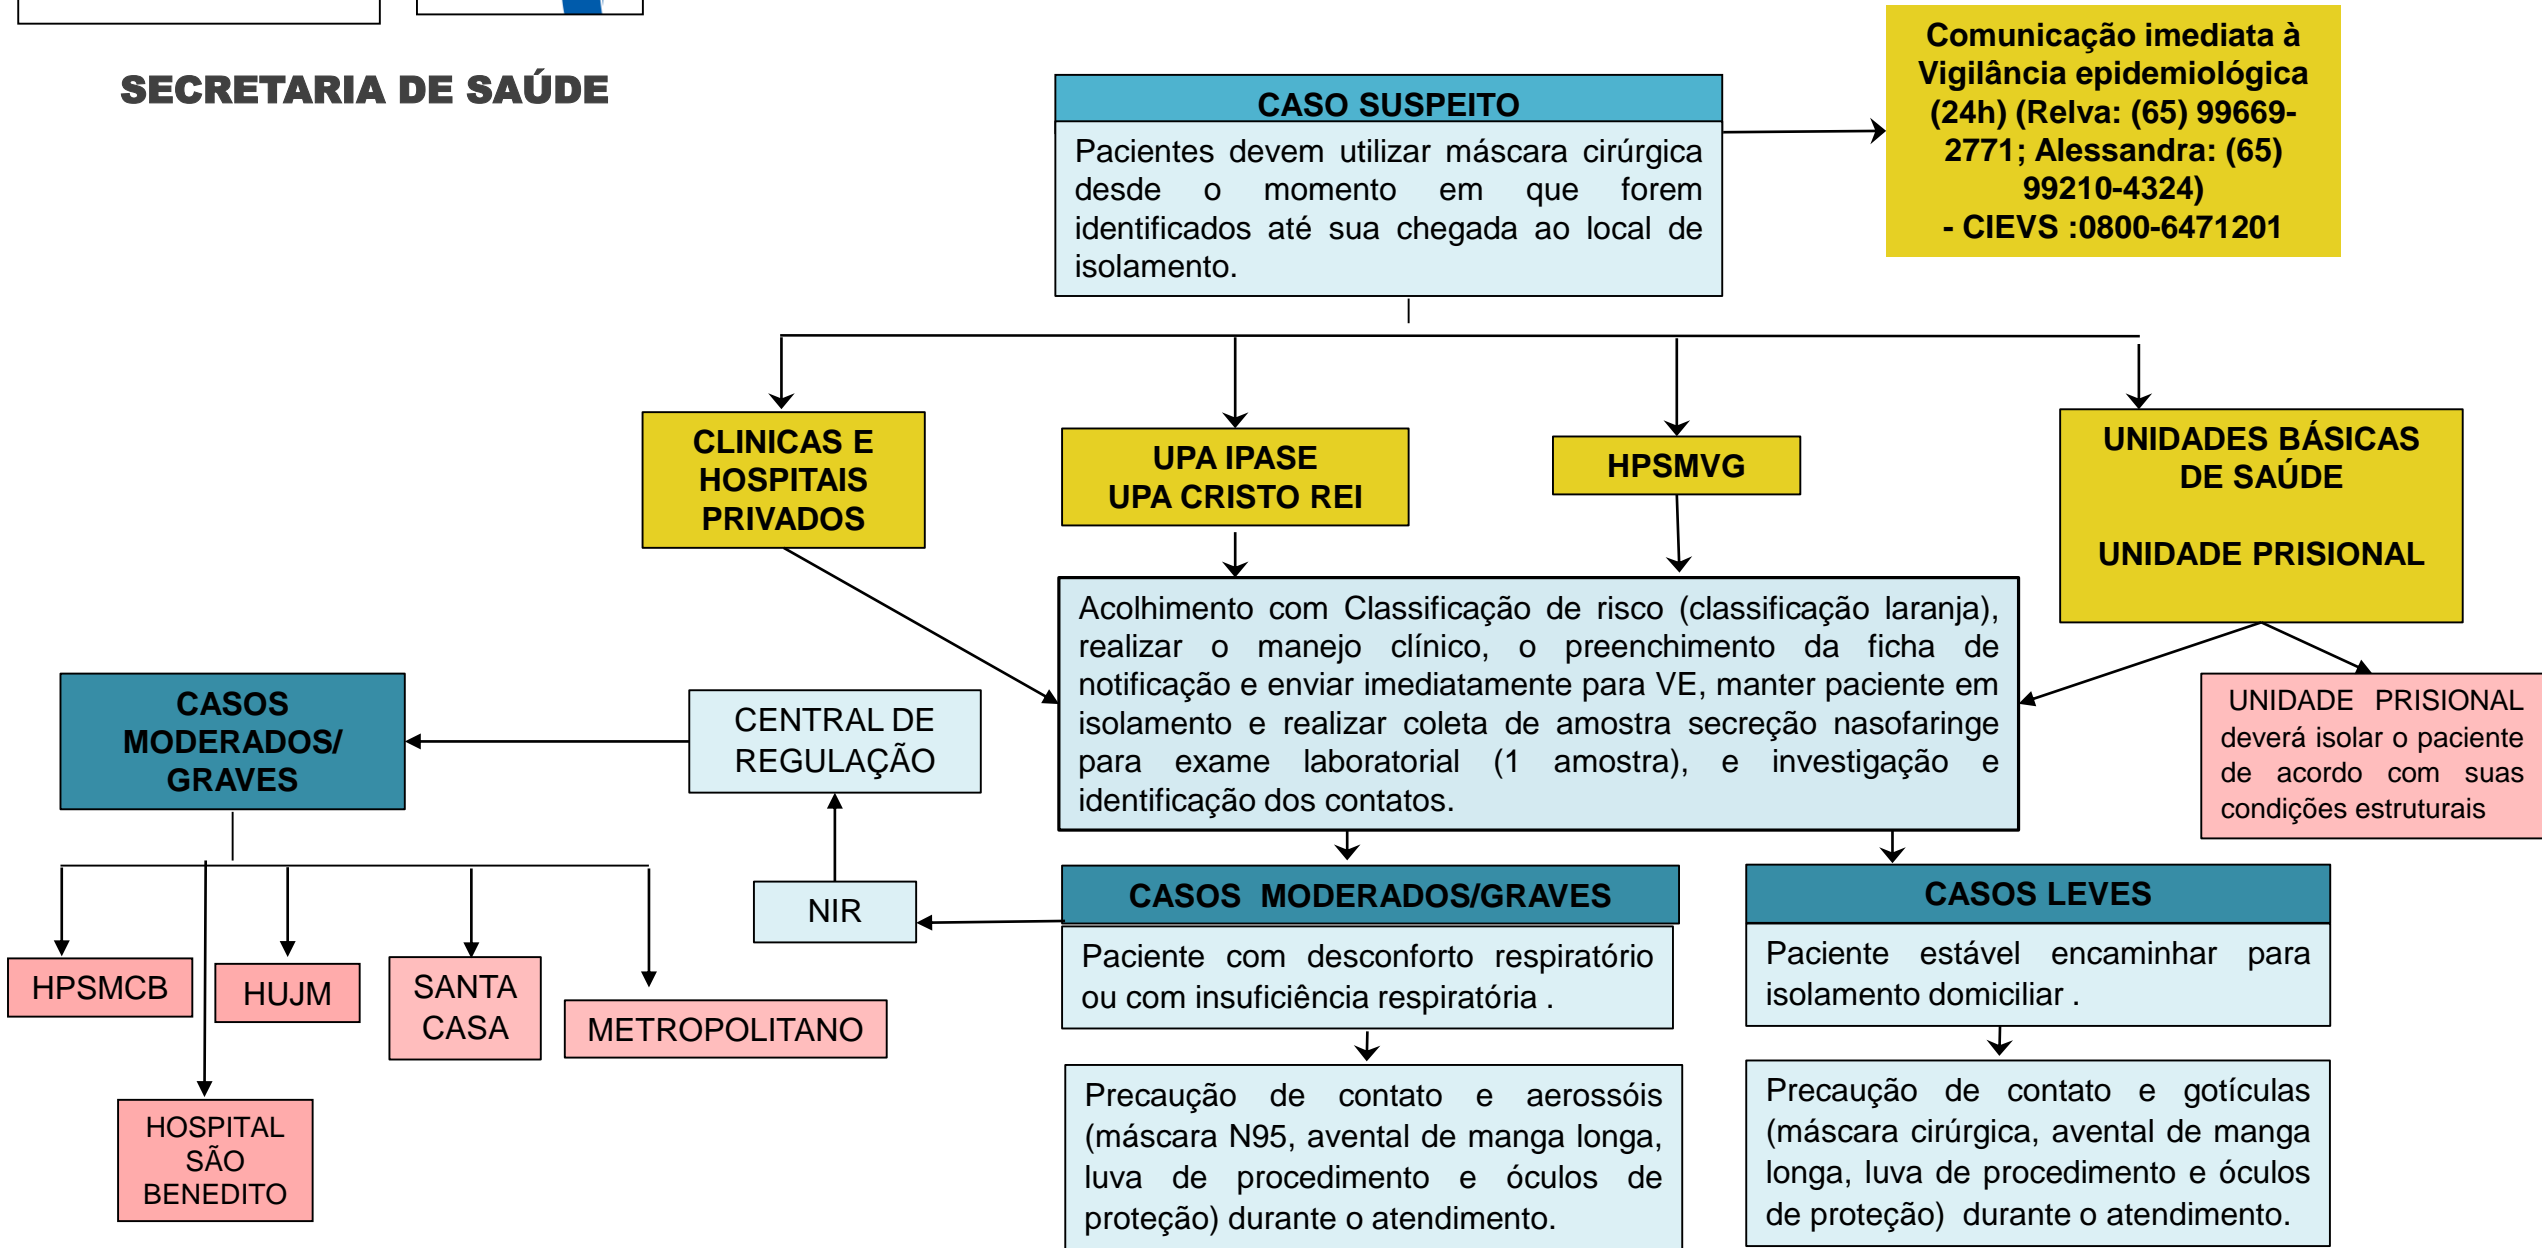 SECRETARIA DE SAÚDE
Comunicação imediata à
Vigilância epidemiológica
(24h) (Relva: (65) 99669-
2771; Alessandra: (65)
99210-4324)
- CIEVS :0800-6471201
CASO SUSPEITO
Pacientes devem utilizar máscara cirúrgica
desde o momento em que forem
identificados até sua chegada ao local de
isolamento.
CLINICAS E
HOSPITAIS
PRIVADOS
UPA IPASE
UPA CRISTO REI
HPSMVG
UNIDADES BÁSICAS
DE SAÚDE
UNIDADE PRISIONAL
Acolhimento com Classificação de risco (classificação laranja),
realizar o manejo clínico, o preenchimento da ficha de
notificação e enviar imediatamente para VE, manter paciente em
isolamento e realizar coleta de amostra secreção nasofaringe
para exame laboratorial (1 amostra), e investigação e
identificação dos contatos.
UNIDADE PRISIONAL
deverá isolar o paciente
de acordo com suas
condições estruturais
CASOS
MODERADOS/
GRAVES
CENTRAL DE
REGULAÇÃO
NIR
CASOS MODERADOS/GRAVES
Paciente com desconforto respiratório
ou com insuficiência respiratória .
Precaução de contato e aerossóis
(máscara N95, avental de manga longa,
luva de procedimento e óculos de
proteção) durante o atendimento.
CASOS LEVES
Paciente estável encaminhar para
isolamento domiciliar .
Precaução de contato e gotículas
(máscara cirúrgica, avental de manga
longa, luva de procedimento e óculos
de proteção) durante o atendimento.
HPSMCB
HUJM
SANTA
CASA
METROPOLITANO
HOSPITAL
SÃO
BENEDITO